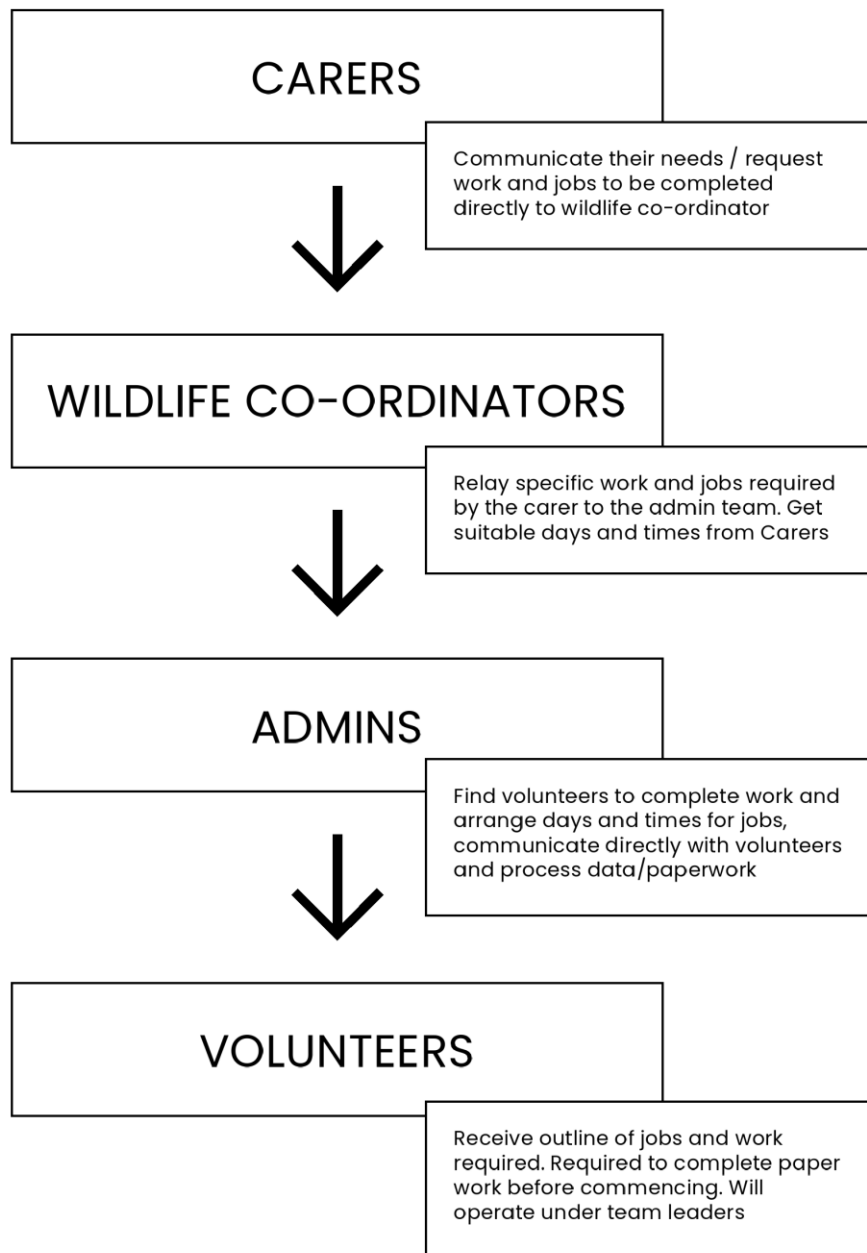 CARERS
Communicate their needs / request
work and jobs to be completed
directly to wildlife co-ordinator
WILDLIFE CO-ORDINATORS
Relay specific work and jobs required
by the carer to the admin team. Get
suitable days and times from Carers
ADMINS
Find volunteers to complete work and
arrange days and times for jobs,
communicate directly with volunteers
and process data/paperwork
VOLUNTEERS
Receive outline of jobs and work
required. Required to complete paper
work before commencing. Will
operate under team leaders